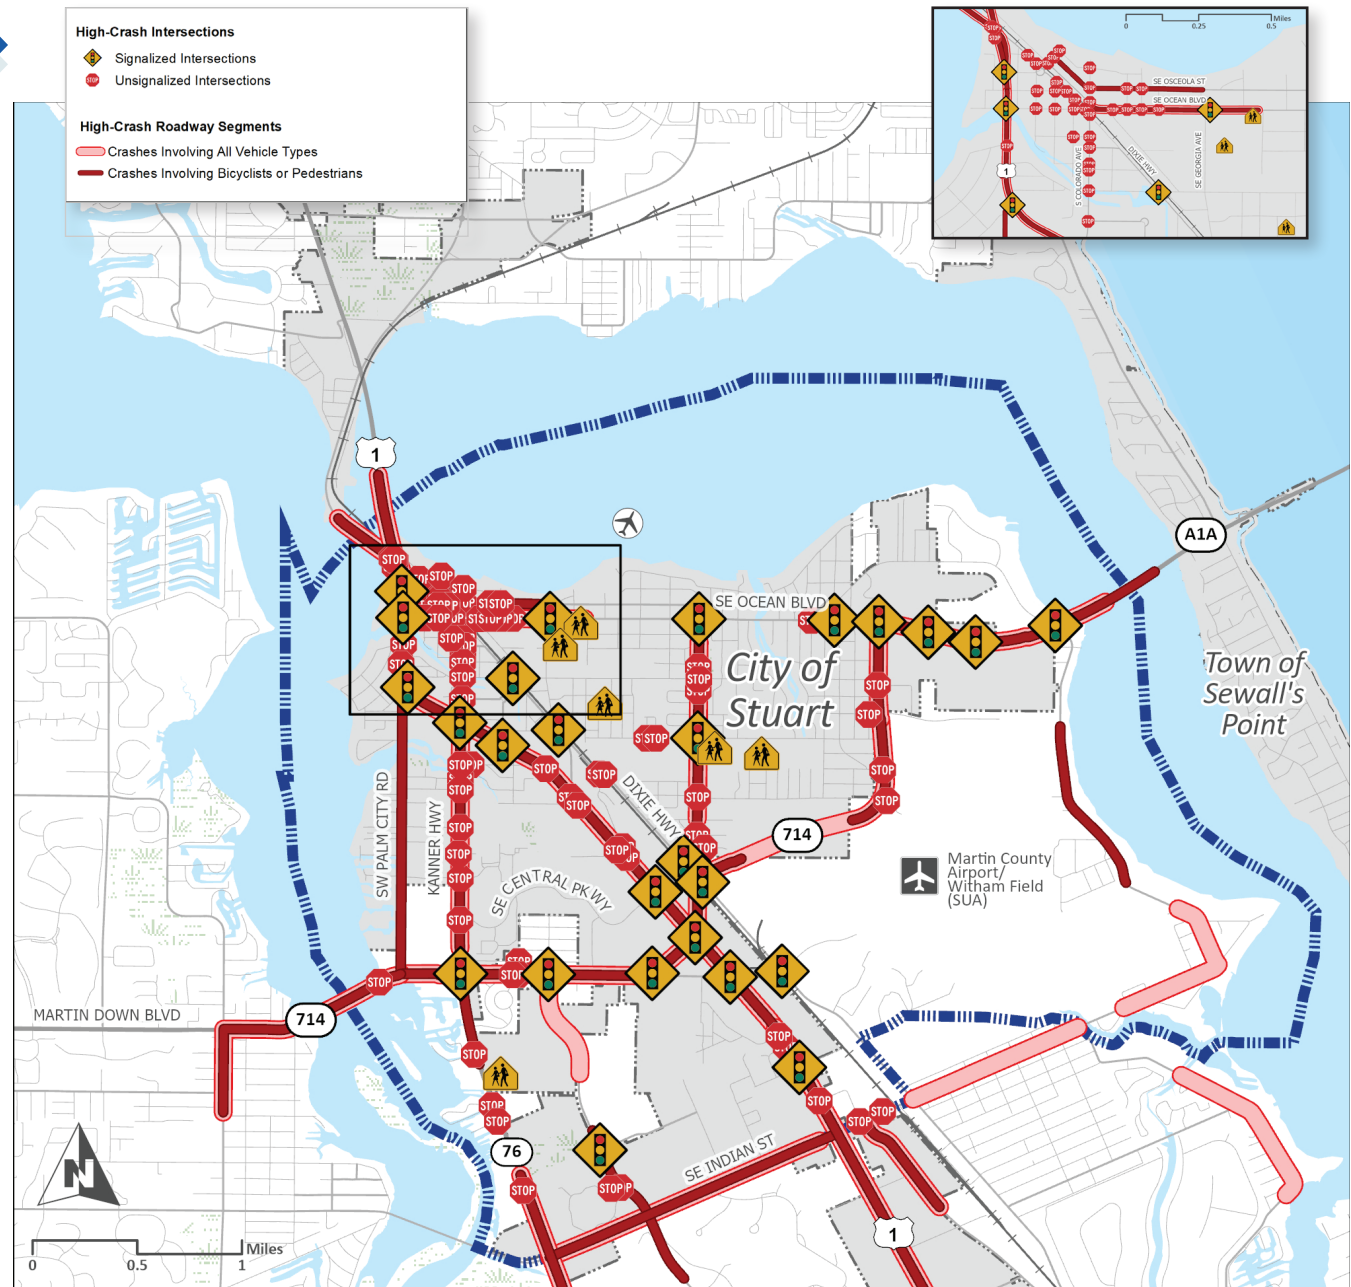 High-Crash Intersections
Signalized Intersections
STOP
Unsignalized Intersections
High-Crash Roadway Segments
Crashes Involving All Vehicle Types
Crashes Involving Bicyclists or Pedestrians
0
0.25
0.5
Miles
SE OSCEOLA ST
SE OCEAN BLVD
S COLORADO AVE
DIXIE HWY
SE GEORGIA AVE
1
1
A1A
STOP
SE OCEAN BLVD
City of
Stuart
Town of
Sewall's
Point
SW PALM CITY RD
KANNER HWY
DIXIE HWY
714
SE CENTRAL PKWY
Martin County
Airport/
Witham Field
(SUA)
MARTIN DOWN BLVD
714
76
SE INDIAN ST
1
N
0
0.5
1
Miles